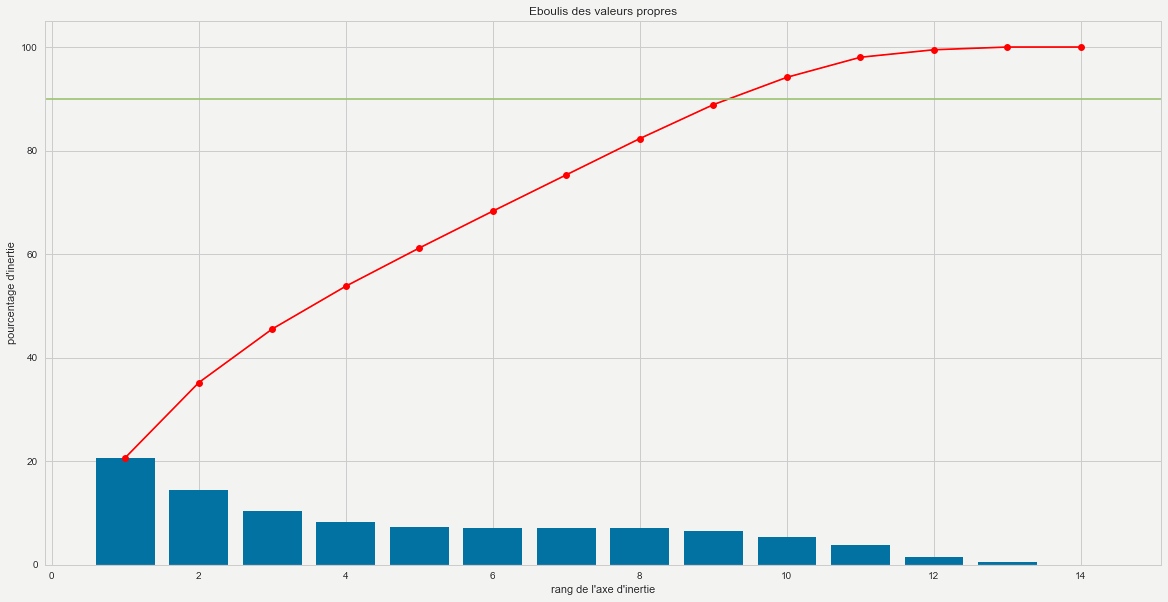 Eboulis des valeurs propres
100
80
60
40
20
0
pourcentage d'inertie
0 2 4 6 8 10 12 14
rang de l'axe d'inertie